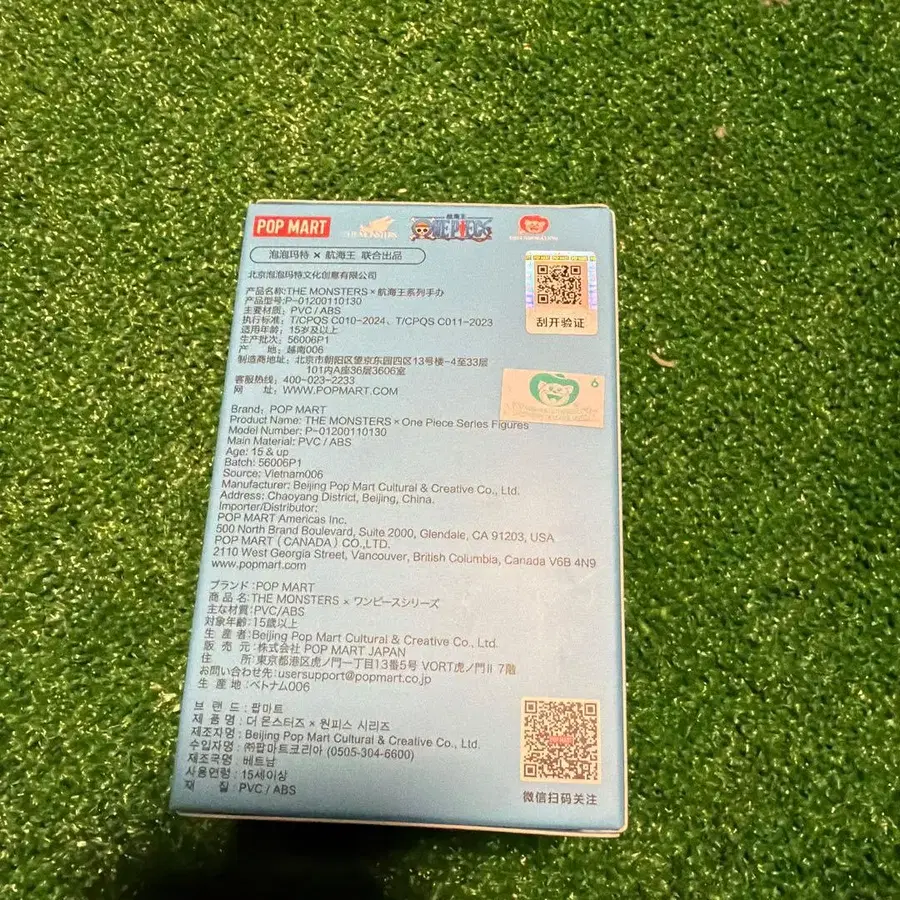 POP MART
THE MONSTERS
航海王
ONE PIECE
泡泡玛特 × 航海王 联合出品
北京泡泡玛特文化创意有限公司
产品名称:THE MONSTERS × 航海王系列手办
产品型号:P-01200110130
主要材质: PVC / ABS
执行标准: T/CPQS C010-2024、T/CPQS C011-2023
适用年龄: 15岁及以上
生产批次: 56006P1
产 地: 越南006
制造商地址: 北京市朝阳区望京东园四区13号楼-4至33层
101内A座36层3606室
客服热线: 400-023-2233
网 址: WWW.POPMART.COM
刮开验证
6
Brand: POP MART
Product Name: THE MONSTERS × One Piece Series Figures
Model Number: P-01200110130
Main Material: PVC / ABS
Age: 15 & up
Batch: 56006P1
Source: Vietnam006
Manufacturer: Beijing Pop Mart Cultural & Creative Co., Ltd.
Address: Chaoyang District, Beijing, China.
Importer/Distributor:
POP MART Americas Inc.
500 North Brand Boulevard, Suite 2000, Glendale, CA 91203, USA
POP MART (CANADA) CO.,LTD.
2110 West Georgia Street, Vancouver, British Columbia, Canada V6B 4N9
www.popmart.com
ブランド:POP MART
商 品 名:THE MONSTERS × ワンピースシリーズ
主な材質:PVC/ABS
対象年齢:15歳以上
生 産 者:Beijing Pop Mart Cultural & Creative Co., Ltd.
販 売 元:株式会社 POP MART JAPAN
住 所:東京都港区虎ノ門一丁目13番5号 VORT虎ノ門II 7階
お問い合わせ先:usersupport@popmart.co.jp
生 産 地:ベトナム006
브 랜 드 : 팝마트
제 품 명 : 더 몬스터즈 × 원피스 시리즈
제조자명 : Beijing Pop Mart Cultural & Creative Co., Ltd.
수입자명 : ㈜팝마트코리아 (0505-304-6600)
제조국명 : 베트남
사용연령 : 15세이상
재 질 : PVC / ABS
微信扫码关注